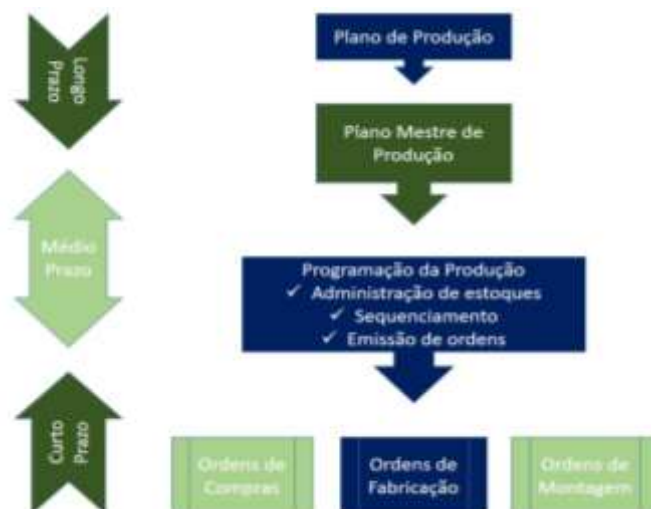 Longo
Prazo
Plano de Produção
Plano Mestre de
Produção
Médio
Prazo
Programação da Produção
✓ Administração de estoques
✓ Sequenciamento
✓ Emissão de ordens
Curto
Prazo
Ordens de
Compras
Ordens de
Fabricação
Ordens de
Montagem